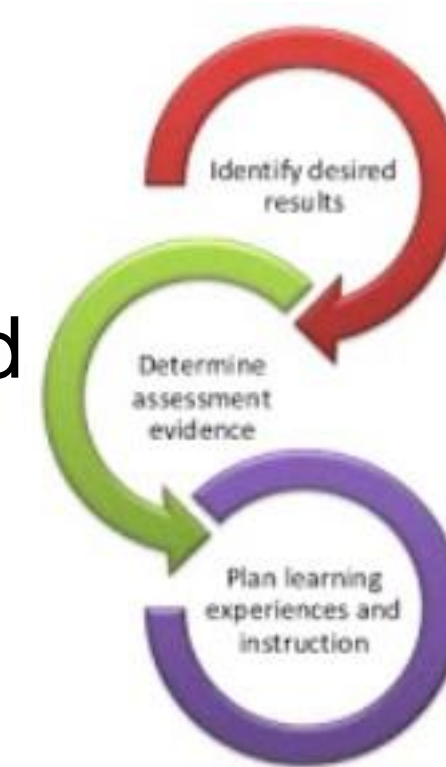 Identify desired
results
d
Determine
assessment
evidence
Plan learning
experiences and
instruction